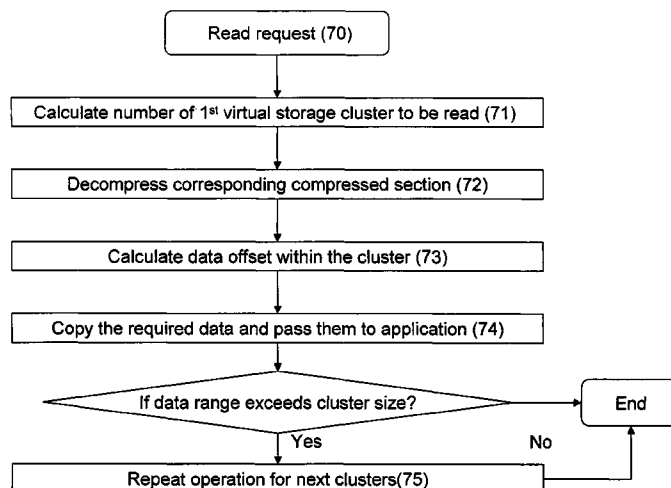 Read request (70)
Calculate number of 1st virtual storage cluster to be read (71)
Decompress corresponding compressed section (72)
Calculate data offset within the cluster (73)
Copy the required data and pass them to application (74)
If data range exceeds cluster size?
End
Yes
No
Repeat operation for next clusters(75)